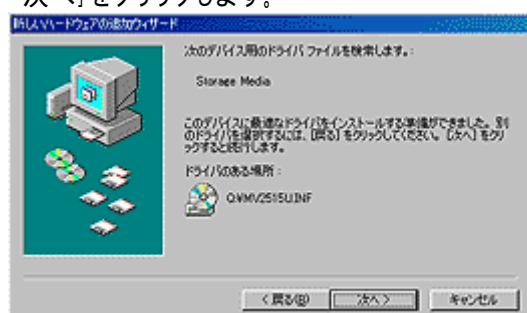 次へ］をクリックします。
新しいハードウェアの追加ウィザード
次のデバイス用のドライバ ファイルを検索します。:
Storage Media
このデバイスに最適なドライバをインストールする準備ができました。別
のドライバを選択するには、［戻る］をクリックしてください。［次へ］をクリ
ックすると続行します。
ドライバのある場所:
Q:¥MV2515U.INF
< 戻る(B)
次へ >
キャンセル